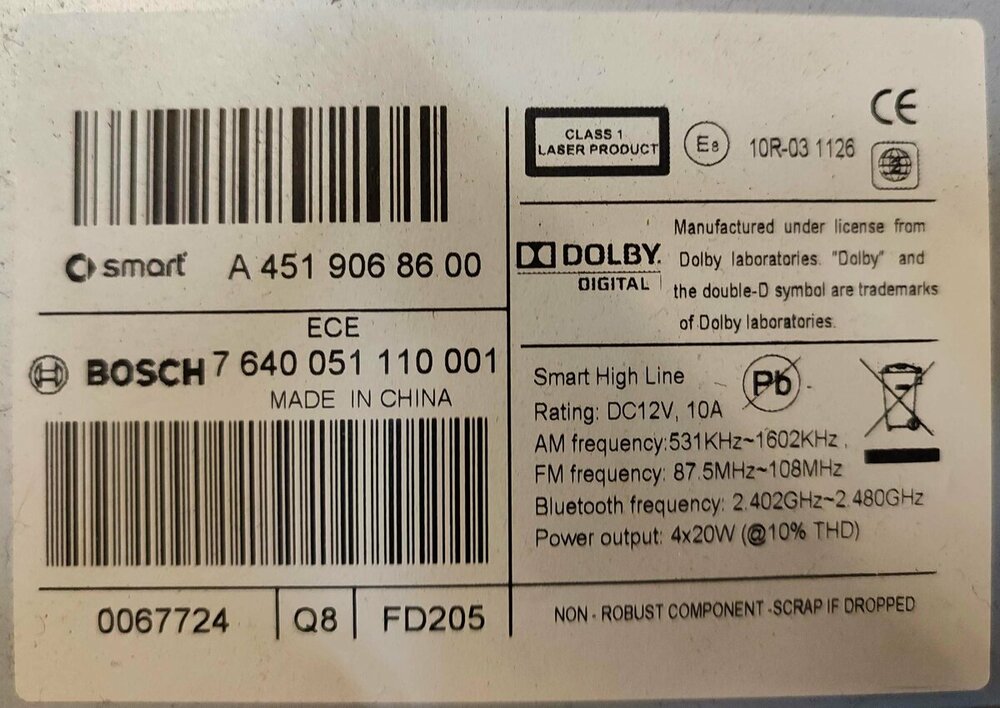 smart A 451 906 86 00
ECE
BOSCH 7 640 051 110 001
MADE IN CHINA
0067724 Q8 FD205
CLASS 1
LASER PRODUCT
E8 10R-03 1126
CE
2
DOLBY.
DIGITAL
Manufactured under license from
Dolby laboratories. "Dolby" and
the double-D symbol are trademarks
of Dolby laboratories.
Smart High Line
Pb
Rating: DC12V, 10A
AM frequency:531KHz~1602KHz
FM frequency: 87.5MHz~108MHz
Bluetooth frequency: 2.402GHz~2.480GHz
Power output: 4x20W (@10% THD)
NON - ROBUST COMPONENT -SCRAP IF DROPPED